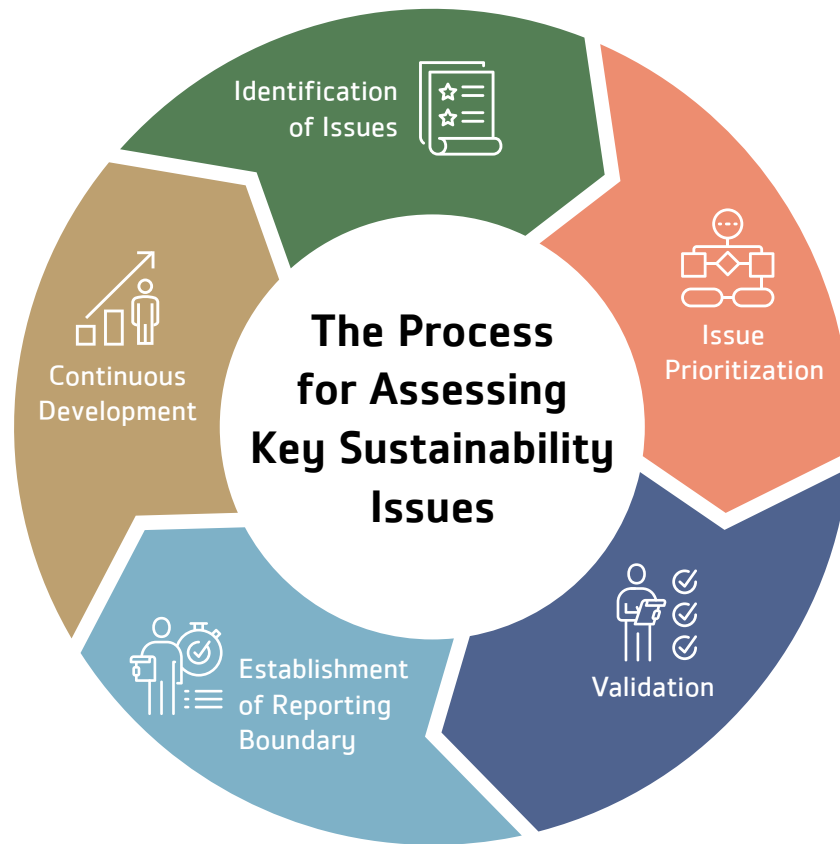 The Process
for Assessing
Key Sustainability
Issues
Identification
of Issues
Issue
Prioritization
Validation
Establishment
of Reporting
Boundary
Continuous
Development